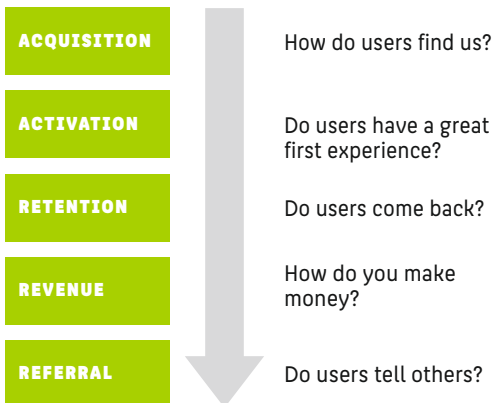 ACQUISITION
How do users find us?
ACTIVATION
Do users have a great
first experience?
RETENTION
Do users come back?
REVENUE
How do you make
money?
REFERRAL
Do users tell others?